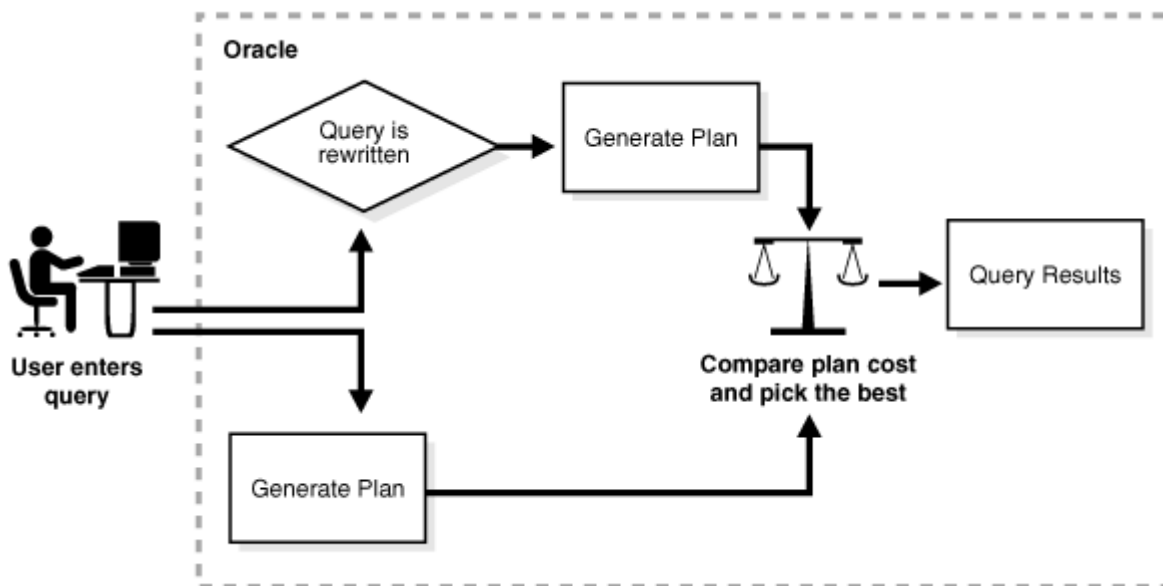 Oracle
Query is
rewritten
Generate Plan
User enters
query
Compare plan cost
and pick the best
Query Results
Generate Plan